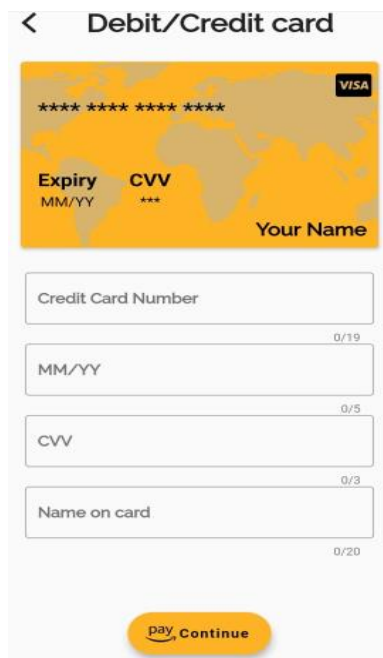 Debit/Credit card
VISA
**** **** **** ****
Expiry CVV
MM/YY ***
Your Name
Credit Card Number
0/19
MM/YY
0/5
CVV
0/3
Name on card
0/20
pay Continue